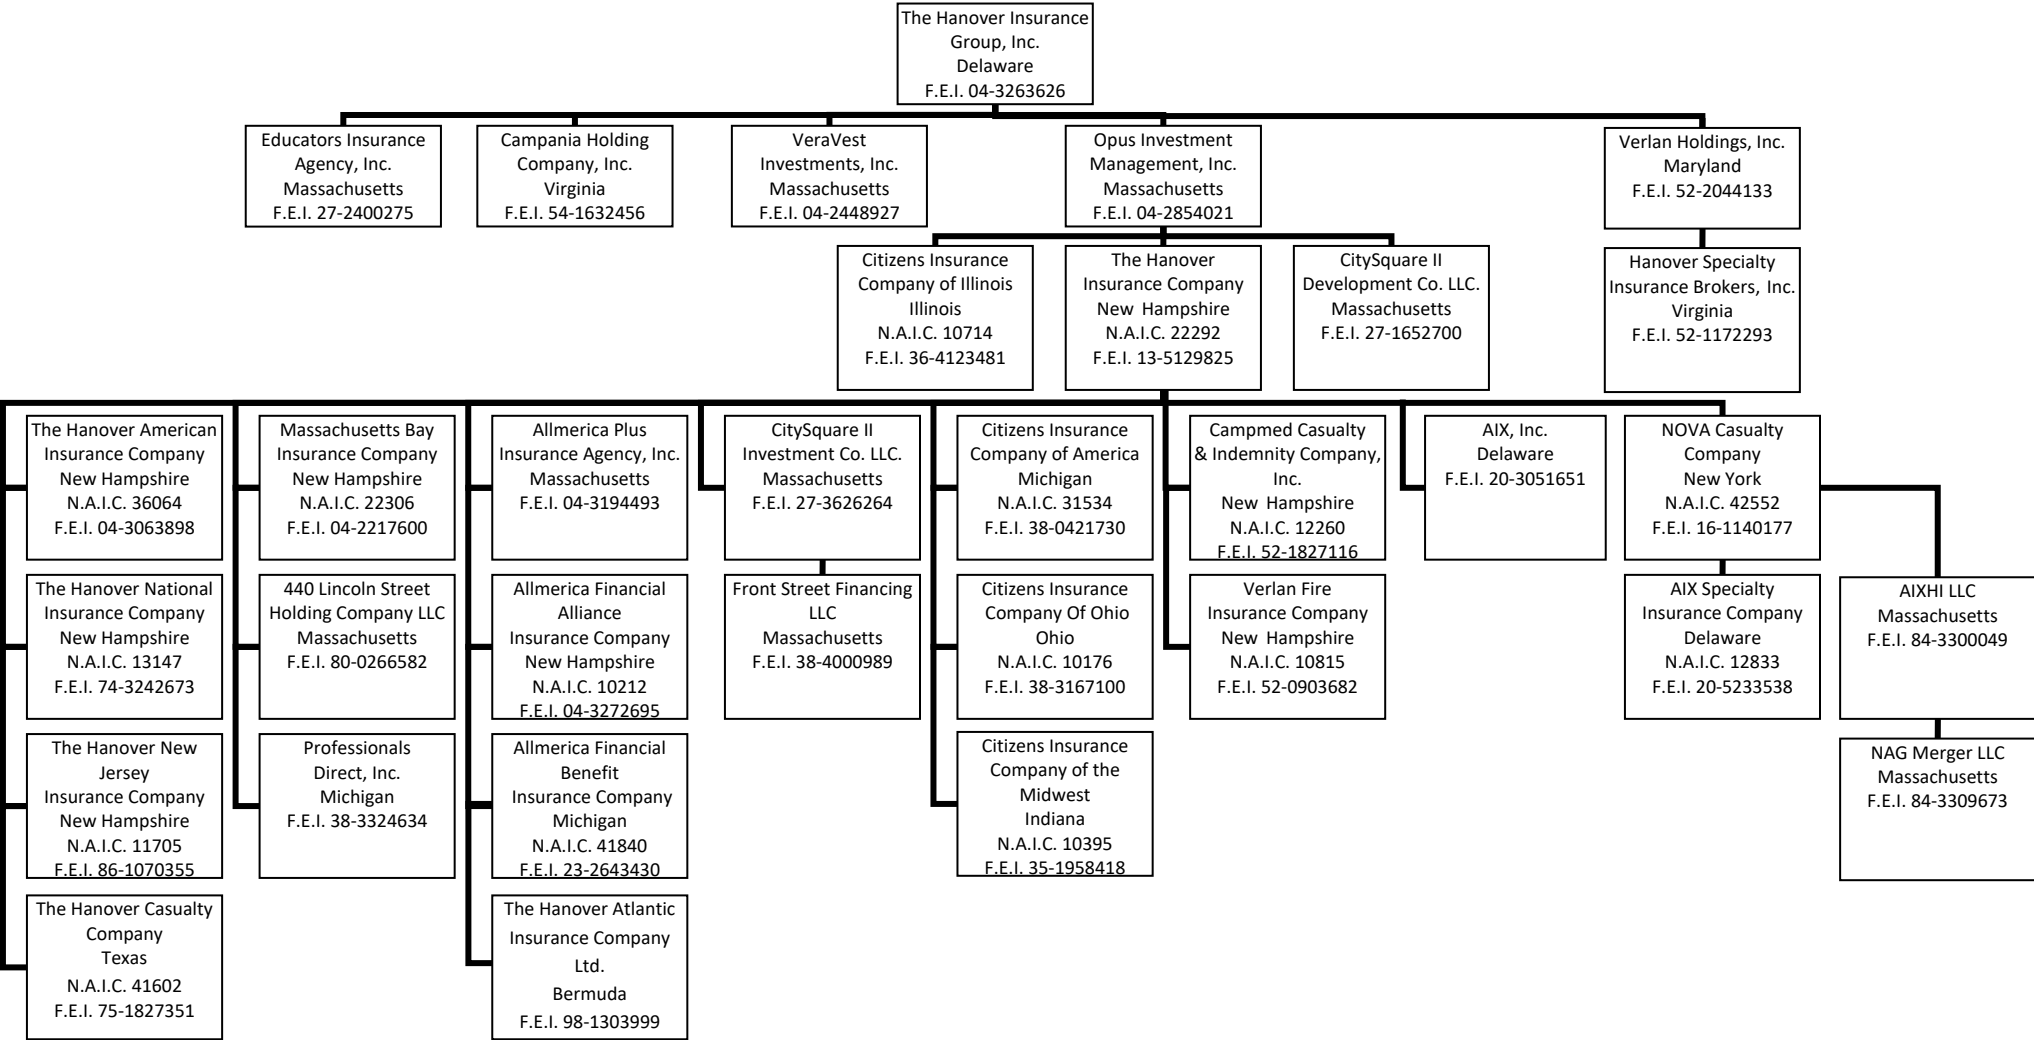 The Hanover Insurance
Group, Inc.
Delaware
F.E.I. 04-3263626
Educators Insurance
Agency, Inc.
Massachusetts
F.E.I. 27-2400275
Campania Holding
Company, Inc.
Virginia
F.E.I. 54-1632456
VeraVest
Investments, Inc.
Massachusetts
F.E.I. 04-2448927
Opus Investment
Management, Inc.
Massachusetts
F.E.I. 04-2854021
Verlan Holdings, Inc.
Maryland
F.E.I. 52-2044133
Citizens Insurance
Company of Illinois
Illinois
N.A.I.C. 10714
F.E.I. 36-4123481
The Hanover
Insurance Company
New Hampshire
N.A.I.C. 22292
F.E.I. 13-5129825
CitySquare II
Development Co. LLC.
Massachusetts
F.E.I. 27-1652700
Hanover Specialty
Insurance Brokers, Inc.
Virginia
F.E.I. 52-1172293
The Hanover American
Insurance Company
New Hampshire
N.A.I.C. 36064
F.E.I. 04-3063898
Massachusetts Bay
Insurance Company
New Hampshire
N.A.I.C. 22306
F.E.I. 04-2217600
Allmerica Plus
Insurance Agency, Inc.
Massachusetts
F.E.I. 04-3194493
CitySquare II
Investment Co. LLC.
Massachusetts
F.E.I. 27-3626264
Citizens Insurance
Company of America
Michigan
N.A.I.C. 31534
F.E.I. 38-0421730
Campmed Casualty
& Indemnity Company,
Inc.
New Hampshire
N.A.I.C. 12260
F.E.I. 52-1827116
AIX, Inc.
Delaware
F.E.I. 20-3051651
NOVA Casualty
Company
New York
N.A.I.C. 42552
F.E.I. 16-1140177
The Hanover National
Insurance Company
New Hampshire
N.A.I.C. 13147
F.E.I. 74-3242673
440 Lincoln Street
Holding Company LLC
Massachusetts
F.E.I. 80-0266582
Allmerica Financial
Alliance
Insurance Company
New Hampshire
N.A.I.C. 10212
F.E.I. 04-3272695
Front Street Financing
LLC
Massachusetts
F.E.I. 38-4000989
Citizens Insurance
Company Of Ohio
Ohio
N.A.I.C. 10176
F.E.I. 38-3167100
Verlan Fire
Insurance Company
New Hampshire
N.A.I.C. 10815
F.E.I. 52-0903682
AIX Specialty
Insurance Company
Delaware
N.A.I.C. 12833
F.E.I. 20-5233538
AIXHI LLC
Massachusetts
F.E.I. 84-3300049
The Hanover New
Jersey
Insurance Company
New Hampshire
N.A.I.C. 11705
F.E.I. 86-1070355
Professionals
Direct, Inc.
Michigan
F.E.I. 38-3324634
Allmerica Financial
Benefit
Insurance Company
Michigan
N.A.I.C. 41840
F.E.I. 23-2643430
Citizens Insurance
Company of the
Midwest
Indiana
N.A.I.C. 10395
F.E.I. 35-1958418
NAG Merger LLC
Massachusetts
F.E.I. 84-3309673
The Hanover Casualty
Company
Texas
N.A.I.C. 41602
F.E.I. 75-1827351
The Hanover Atlantic
Insurance Company
Ltd.
Bermuda
F.E.I. 98-1303999